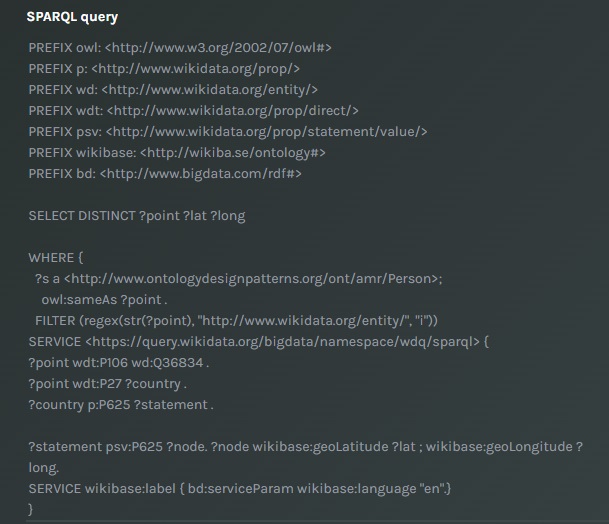 SPARQL query
PREFIX owl: <http://www.w3.org/2002/07/owl#>
PREFIX p: <http://www.wikidata.org/prop/>
PREFIX wd: <http://www.wikidata.org/entity/>
PREFIX wdt: <http://www.wikidata.org/prop/direct/>
PREFIX psv: <http://www.wikidata.org/prop/statement/value/>
PREFIX wikibase: <http://wikiba.se/ontology#>
PREFIX bd: <http://www.bigdata.com/rdf#>

SELECT DISTINCT ?point ?lat ?long

WHERE {
?s a <http://www.ontologydesignpatterns.org/ont/amr/Person>;
owl:sameAs ?point .
FILTER (regex(str(?point), "http://www.wikidata.org/entity/", "i"))
SERVICE <https://query.wikidata.org/bigdata/namespace/wdq/sparql> {
?point wdt:P106 wd:Q36834 .
?point wdt:P27 ?country .
?country p:P625 ?statement .

?statement psv:P625 ?node. ?node wikibase:geoLatitude ?lat ; wikibase:geoLongitude ?
long.
SERVICE wikibase:label { bd:serviceParam wikibase:language "en".}
}